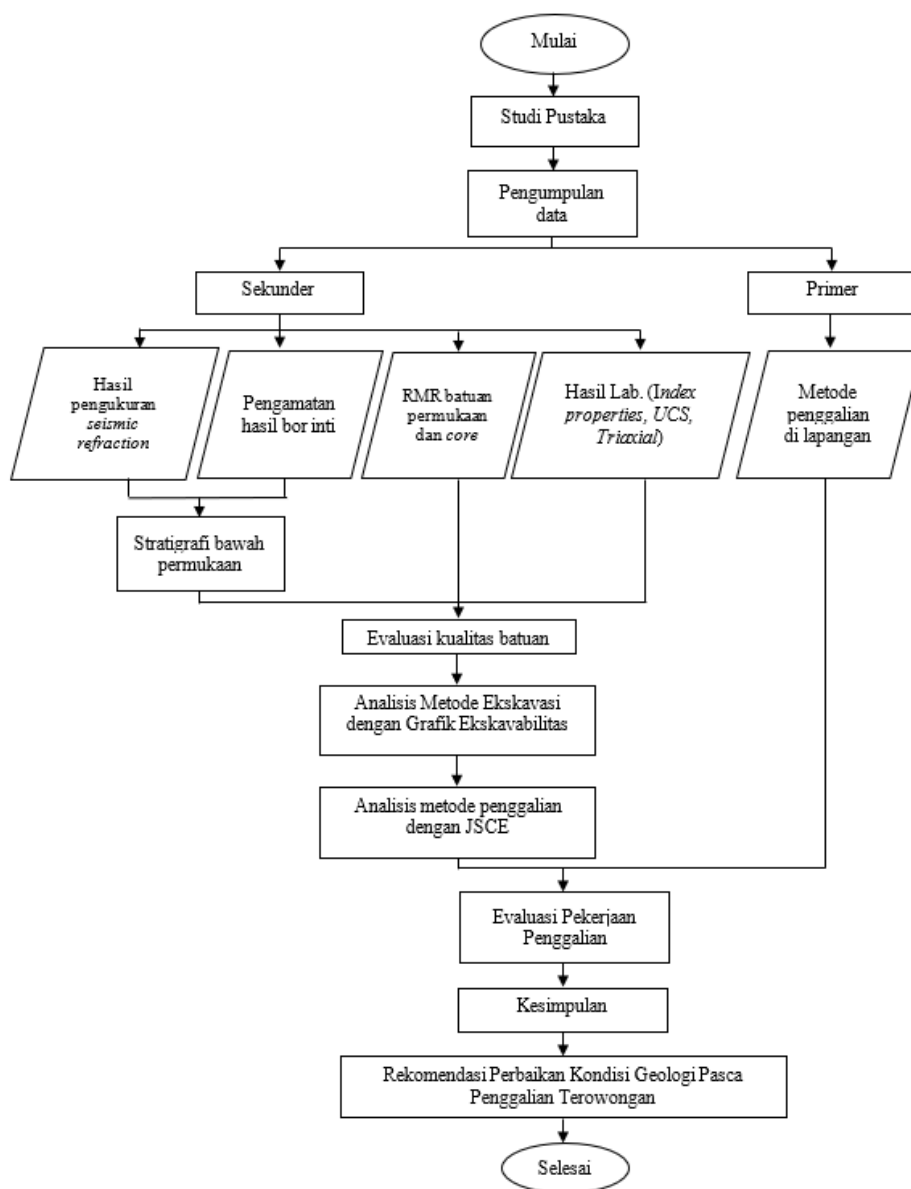 Mulai
Studi Pustaka
Pengumpulan
data
Sekunder
Primer
Hasil
pengukuran
seismic
refraction
Pengamatan
hasil bor inti
RMR batuan
permukaan
dan core
Hasil Lab. (Index
properties, UCS,
Triaxial)
Metode
penggalian
di lapangan
Stratigrafi bawah
permukaan
Evaluasi kualitas batuan
Analisis Metode Ekskavasi
dengan Grafik Ekskavabilitas
Analisis metode penggalian
dengan JSCE
Evaluasi Pekerjaan
Penggalian
Kesimpulan
Rekomendasi Perbaikan Kondisi Geologi Pasca
Penggalian Terowongan
Selesai